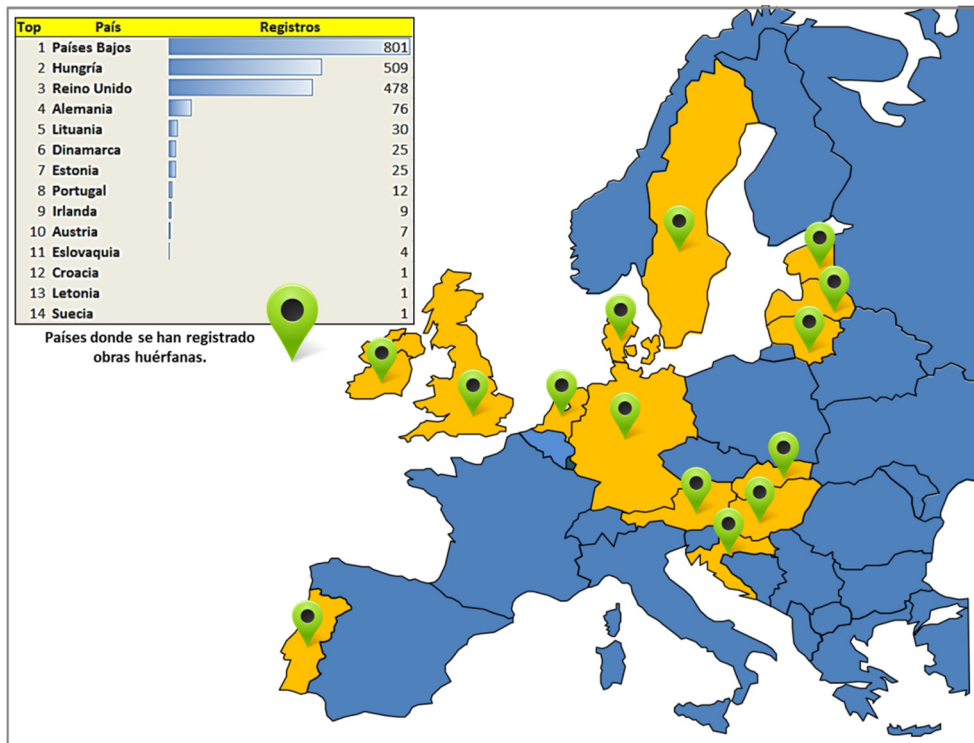 Top País Registros
1 Países Bajos 801
2 Hungría 509
3 Reino Unido 478
4 Alemania 76
5 Lituania 30
6 Dinamarca 25
7 Estonia 25
8 Portugal 12
9 Irlanda 9
10 Austria 7
11 Eslovaquia 4
12 Croacia 1
13 Letonia 1
14 Suecia 1
Países donde se han registrado
obras huérfanas.